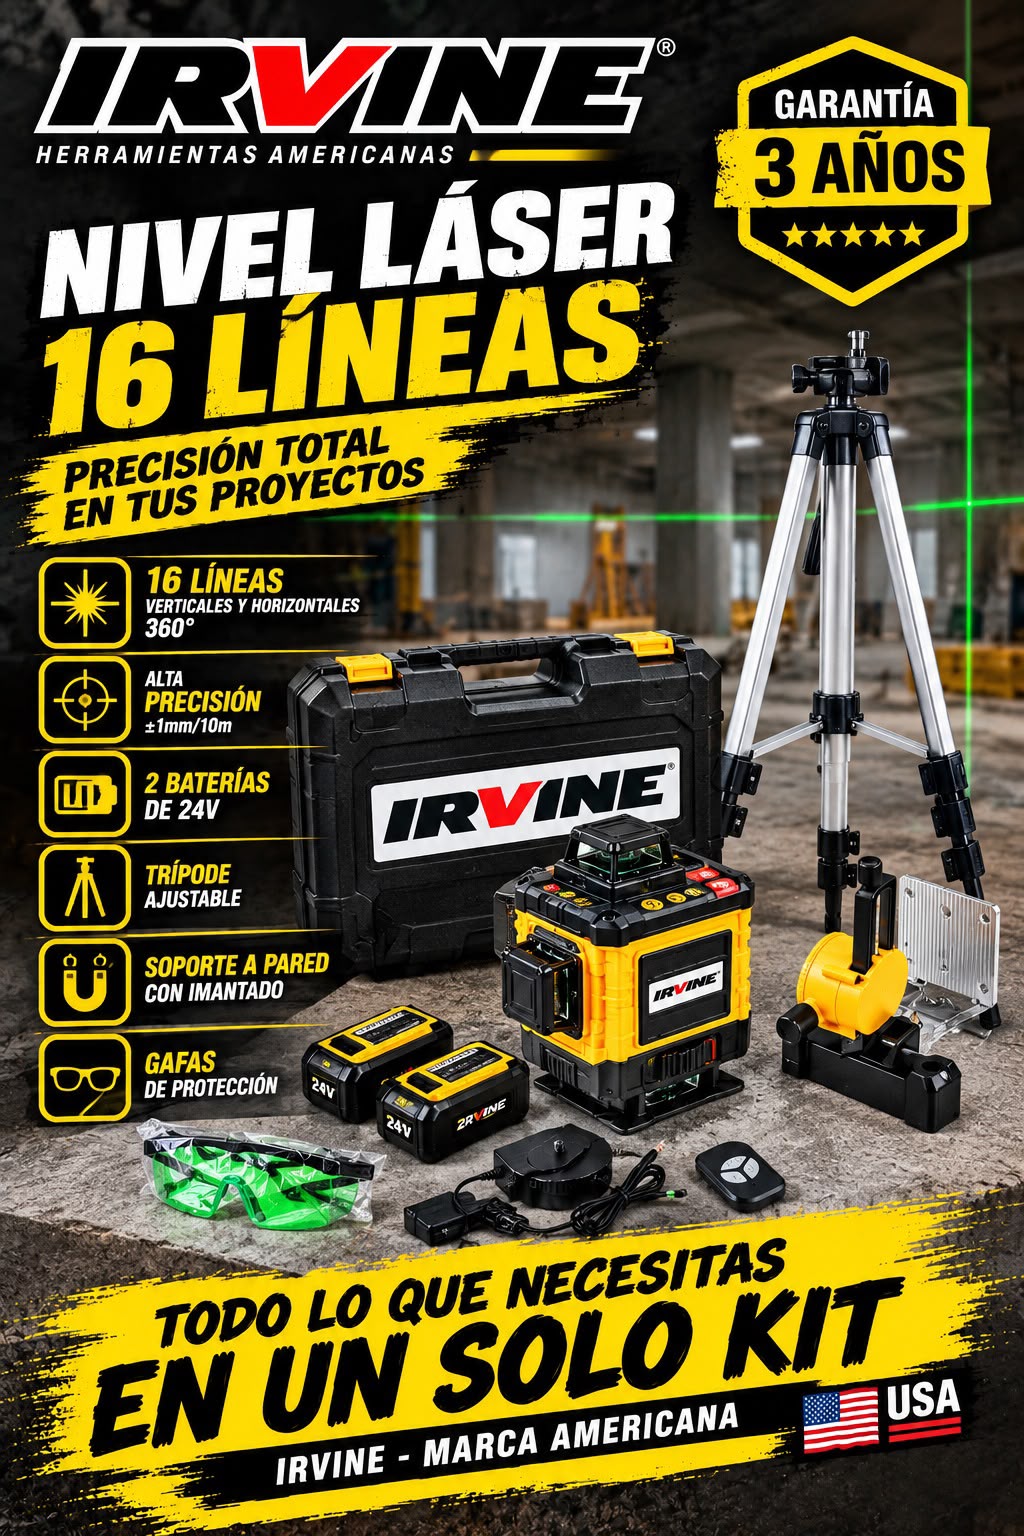 IRVINE®
HERRAMIENTAS AMERICANAS
GARANTÍA
3 AÑOS
NIVEL LÁSER
16 LÍNEAS
PRECISIÓN TOTAL
EN TUS PROYECTOS
16 LÍNEAS
VERTICALES Y HORIZONTALES
360°
ALTA
PRECISIÓN
±1mm/10m
2 BATERÍAS
DE 24V
TRÍPODE
AJUSTABLE
SOPORTE A PARED
CON IMANTADO
GAFAS
DE PROTECCIÓN
IRVINE®
IRVINE
24V
24V
2RVINE
TODO LO QUE NECESITAS
EN UN SOLO KIT
IRVINE - MARCA AMERICANA
USA